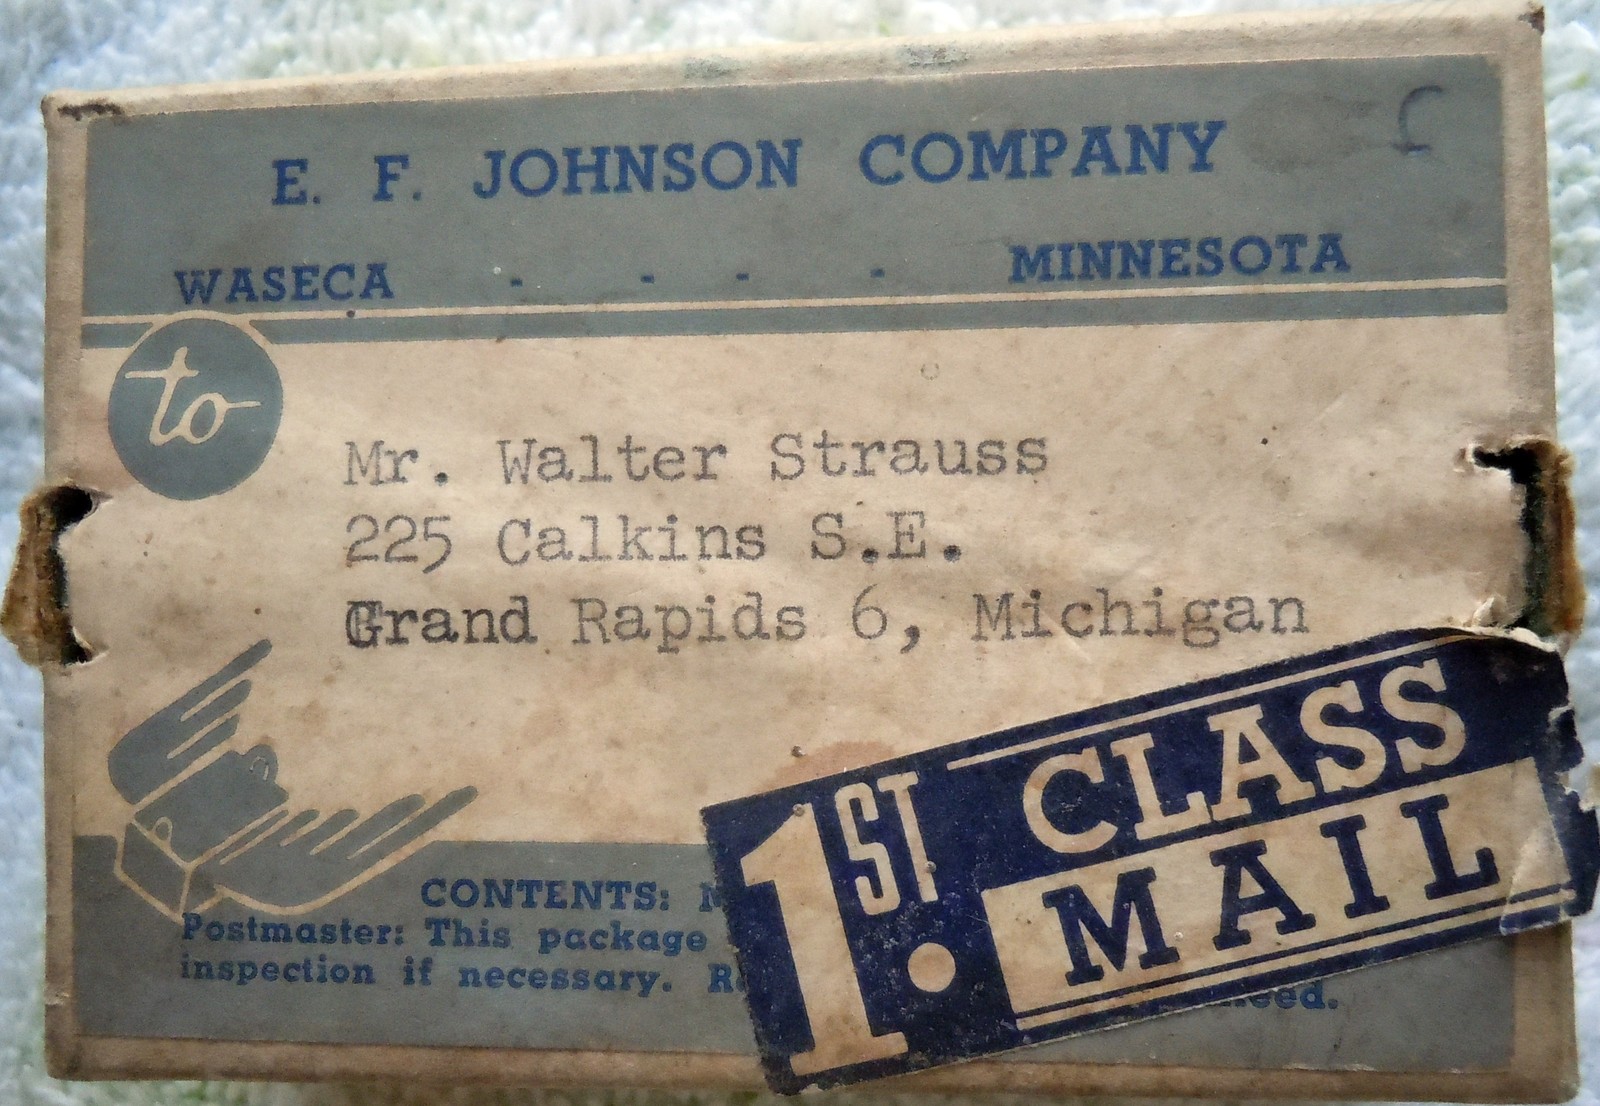 E. F. JOHNSON COMPANY
WASECA - - - - MINNESOTA
to
Mr. Walter Strauss
225 Calkins S.E.
Grand Rapids 6, Michigan
1ST CLASS
MAIL
CONTENTS:
Postmaster: This package
inspection if necessary.